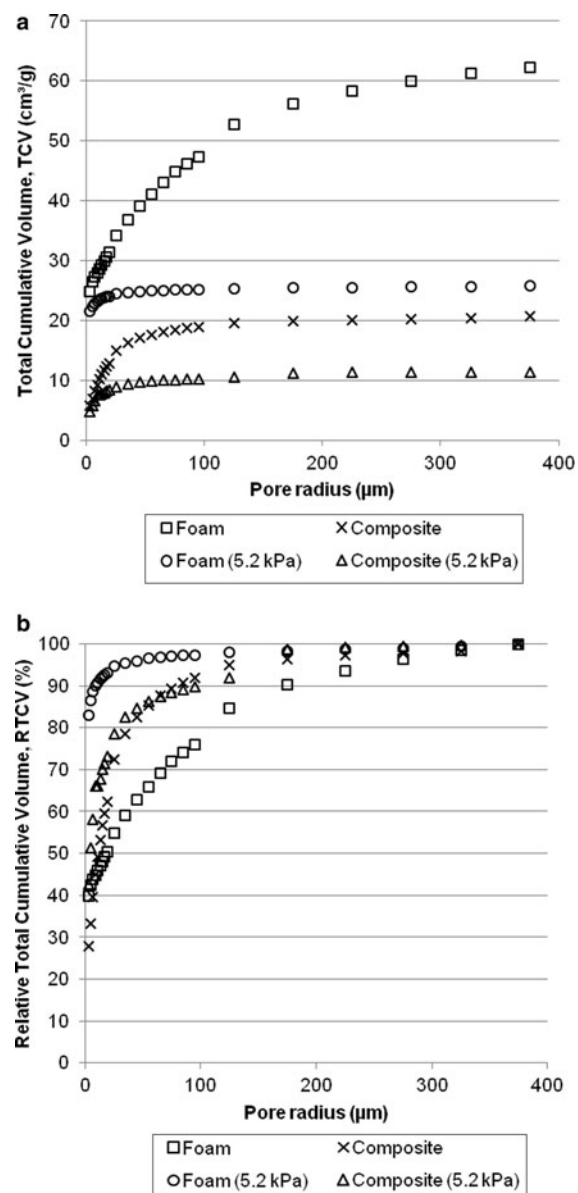 a
70
60
50
40
30
20
10
0
Total Cumulative Volume, TCV (cm³/g)
0 100 200 300 400
Pore radius (µm)
Foam Composite
Foam (5.2 kPa) Composite (5.2 kPa)
b
100
90
80
70
60
50
40
30
20
10
0
Relative Total Cumulative Volume, RTCV (%)
0 100 200 300 400
Pore radius (µm)
Foam Composite
Foam (5.2 kPa) Composite (5.2 kPa)